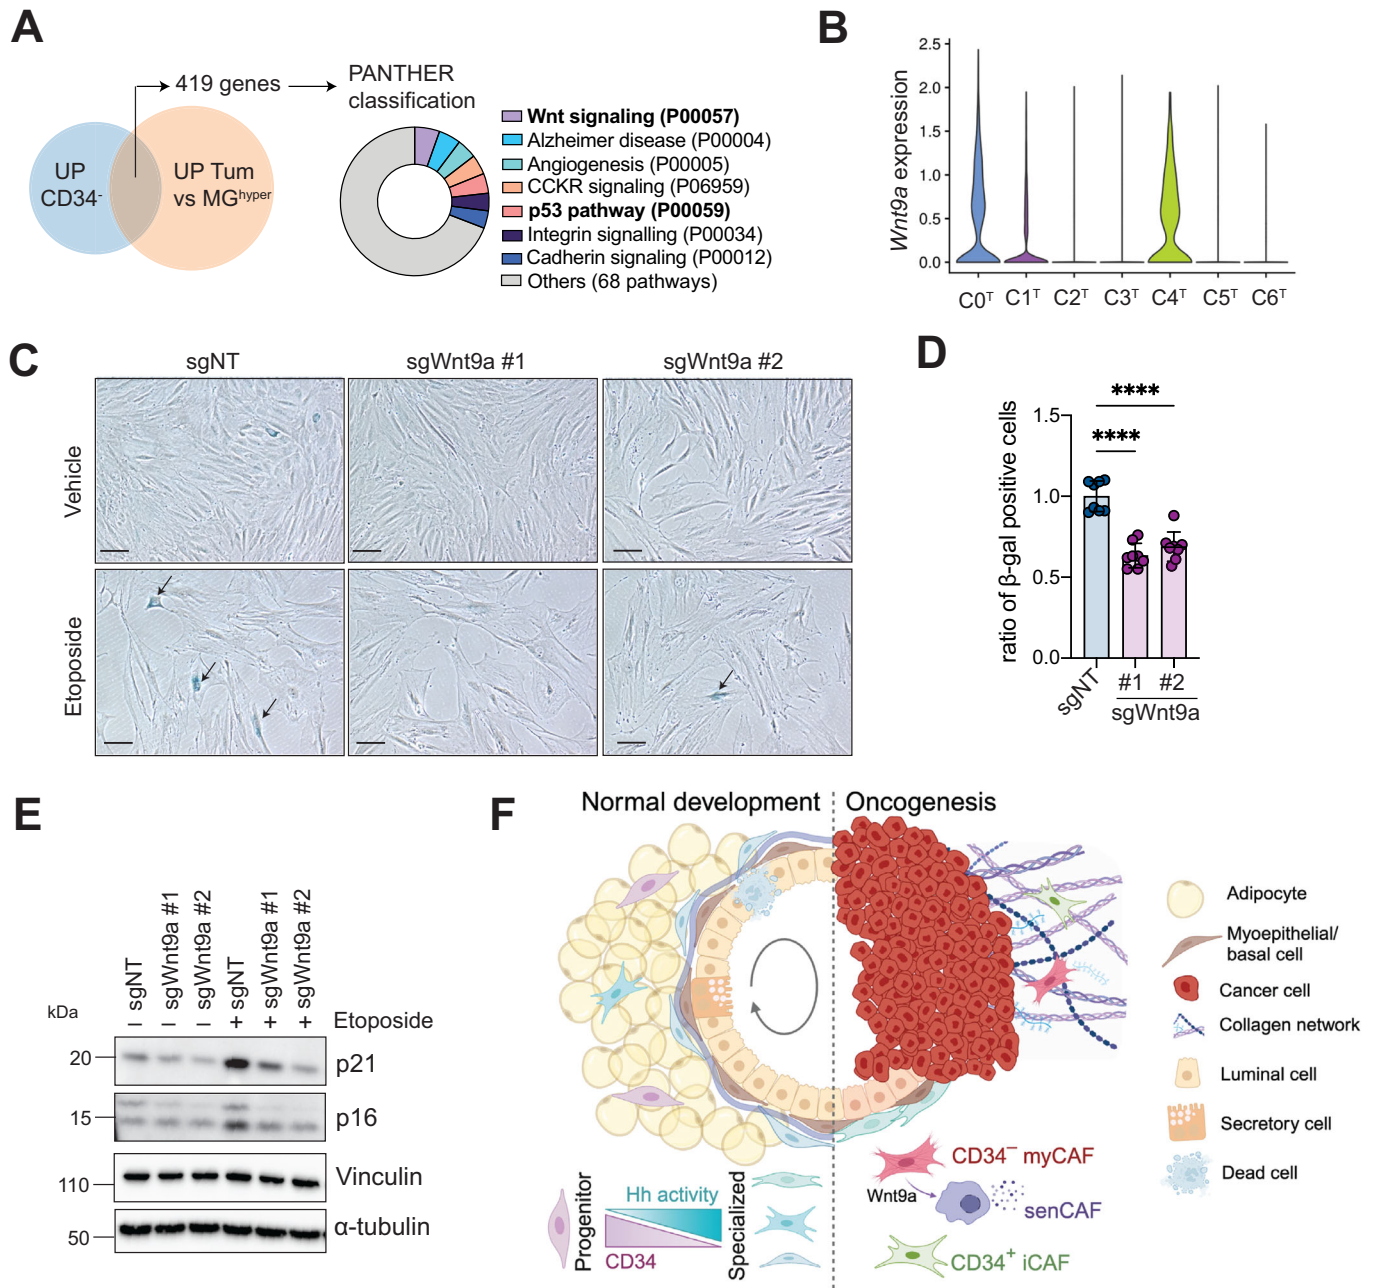 A
419 genes
PANTHER
classification
UP
CD34-
UP Tum
vs MGhyper
Wnt signaling (P00057)
Alzheimer disease (P00004)
Angiogenesis (P00005)
CCKR signaling (P06959)
p53 pathway (P00059)
Integrin signalling (P00034)
Cadherin signaling (P00012)
Others (68 pathways)
B
Wnt9a expression
2.5
2.0
1.5
1.0
0.5
0.0
C0T C1T C2T C3T C4T C5T C6T
C
sgNT sgWnt9a #1 sgWnt9a #2
Vehicle
Etoposide
D
ratio of β-gal positive cells
1.5
1.0
0.5
0.0
****
****
sgNT #1 #2
sgWnt9a
E
sgNT sgWnt9a #1 sgWnt9a #2 sgNT sgWnt9a #1 sgWnt9a #2
kDa
– – – + + + Etoposide
20 p21
15 p16
110 Vinculin
50 α-tubulin
F
Normal development Oncogenesis
Adipocyte
Myoepithelial/
basal cell
Cancer cell
Collagen network
Luminal cell
Secretory cell
Dead cell
Progenitor
Hh activity
CD34
Specialized
CD34– myCAF
Wnt9a
senCAF
CD34+ iCAF